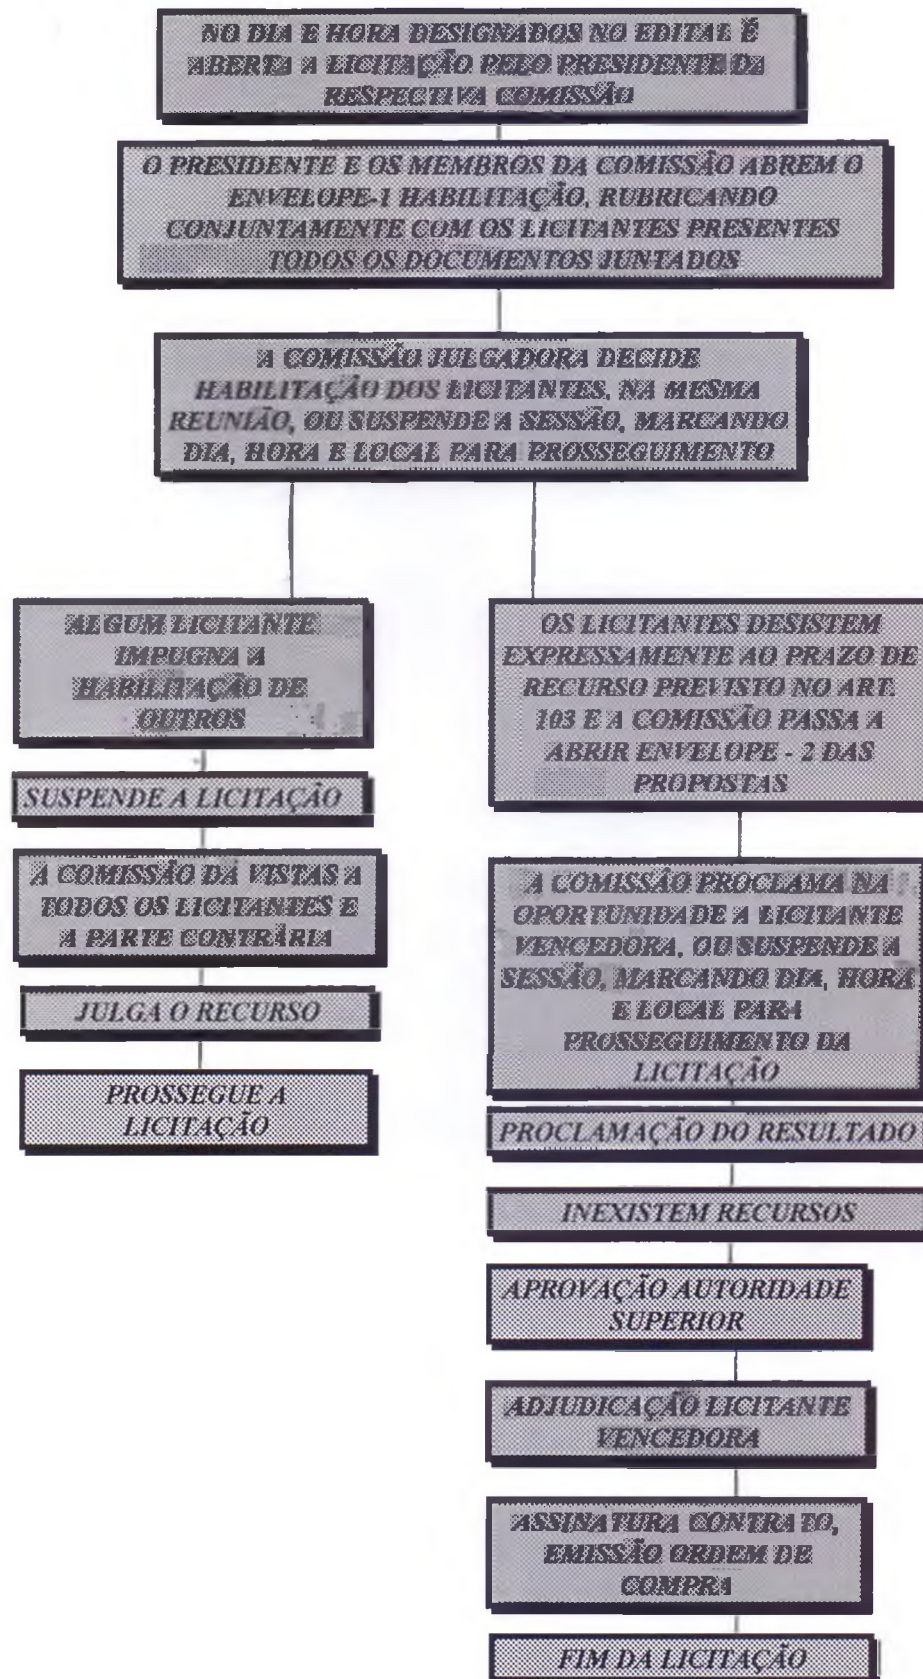 NO DIA E HORA DESIGNADOS NO EDITAL É
ABERTA A LICITAÇÃO PELO PRESIDENTE DA
RESPECTIVA COMISSÃO
O PRESIDENTE E OS MEMBROS DA COMISSÃO ABREM O
ENVELOPE-1 HABILITAÇÃO, RUBRICANDO
CONJUNTAMENTE COM OS LICITANTES PRESENTES
TODOS OS DOCUMENTOS JUNTADOS
A COMISSÃO JULGADORA DECIDE
HABILITAÇÃO DOS LICITANTES, NA MESMA
REUNIÃO, OU SUSPENDE A SESSÃO, MARCANDO
DIA, HORA E LOCAL PARA PROSSEGUIMENTO
ALGUM LICITANTE
IMPUGNA A
HABILITAÇÃO DE
OUTROS
SUSPENDE A LICITAÇÃO
A COMISSÃO DÁ VISTAS A
TODOS OS LICITANTES E
A PARTE CONTRÁRIA
JULGA O RECURSO
PROSSEGUE A
LICITAÇÃO
OS LICITANTES DESISTEM
EXPRESSAMENTE AO PRAZO DE
RECURSO PREVISTO NO ART.
103 E A COMISSÃO PASSA A
ABRIR ENVELOPE - 2 DAS
PROPOSTAS
A COMISSÃO PROCLAMA NA
OPORTUNIDADE A LICITANTE
VENCEDORA, OU SUSPENDE A
SESSÃO, MARCANDO DIA, HORA
E LOCAL PARA
PROSSEGUIMENTO DA
LICITAÇÃO
PROCLAMAÇÃO DO RESULTADO
INEXISTEM RECURSOS
APROVAÇÃO AUTORIDADE
SUPERIOR
ADJUDICAÇÃO LICITANTE
VENCEDORA
ASSINATURA CONTRATO,
EMISSÃO ORDEM DE
COMPRA
FIM DA LICITAÇÃO